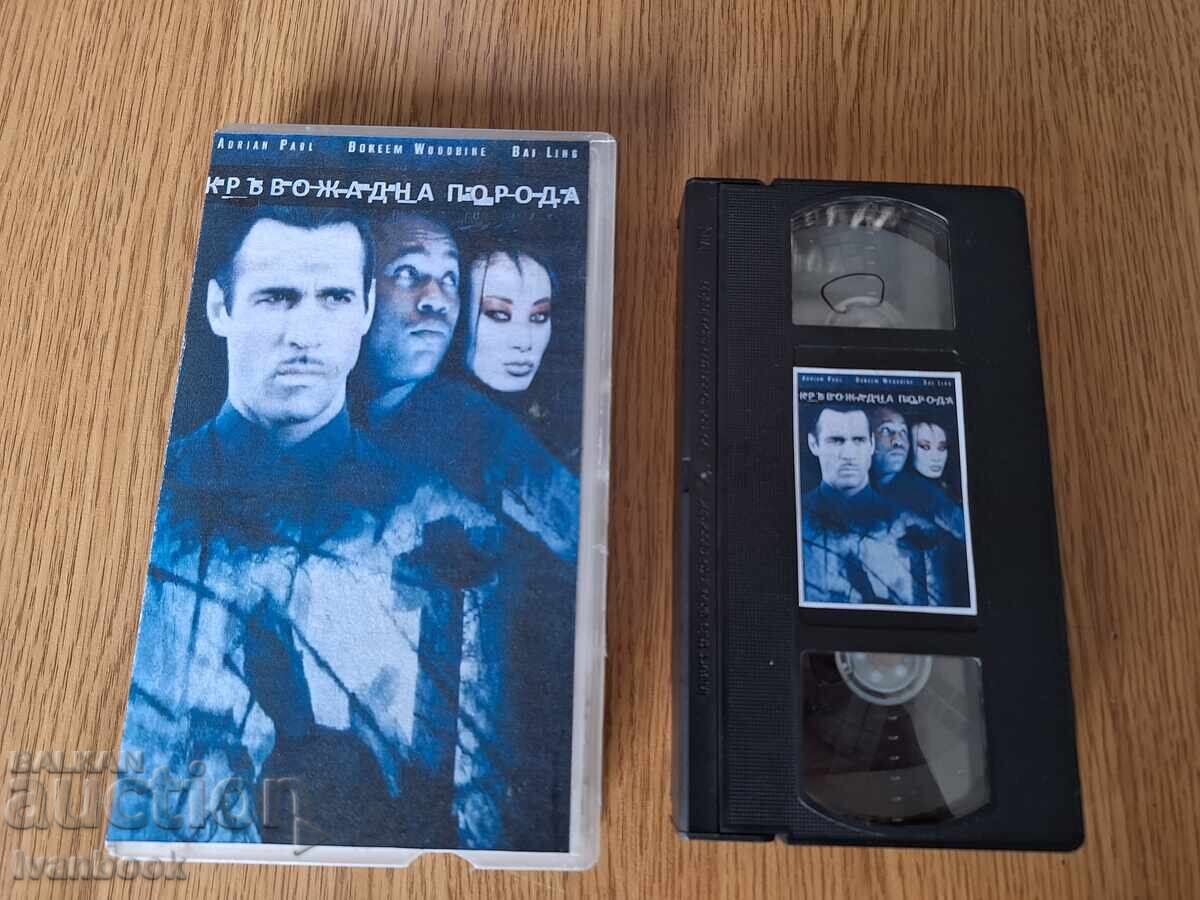 ADRIAN PAUL BOKEEM WOODBINE BAI LING
КРЪВОЖАДНА ПОРОДА
ADRIAN PAUL BOKEEM WOODBINE BAI LING
КРЪВОЖАДНА ПОРОДА
BALKAN
auction
Ivanbook